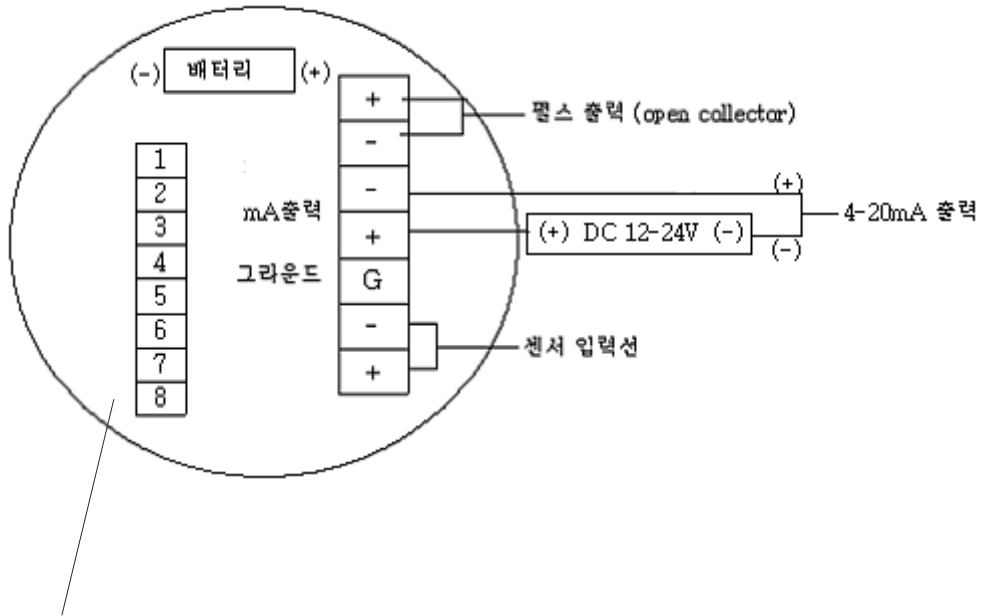 (-) 배터리 (+)
+
-
-
+
G
-
+
펄스 출력 (open collector)
1
2
3
4
5
6
7
8
mA출력
그라운드
(+)
(+) DC 12-24V (-)
(-)
4-20mA 출력
센서 입력선